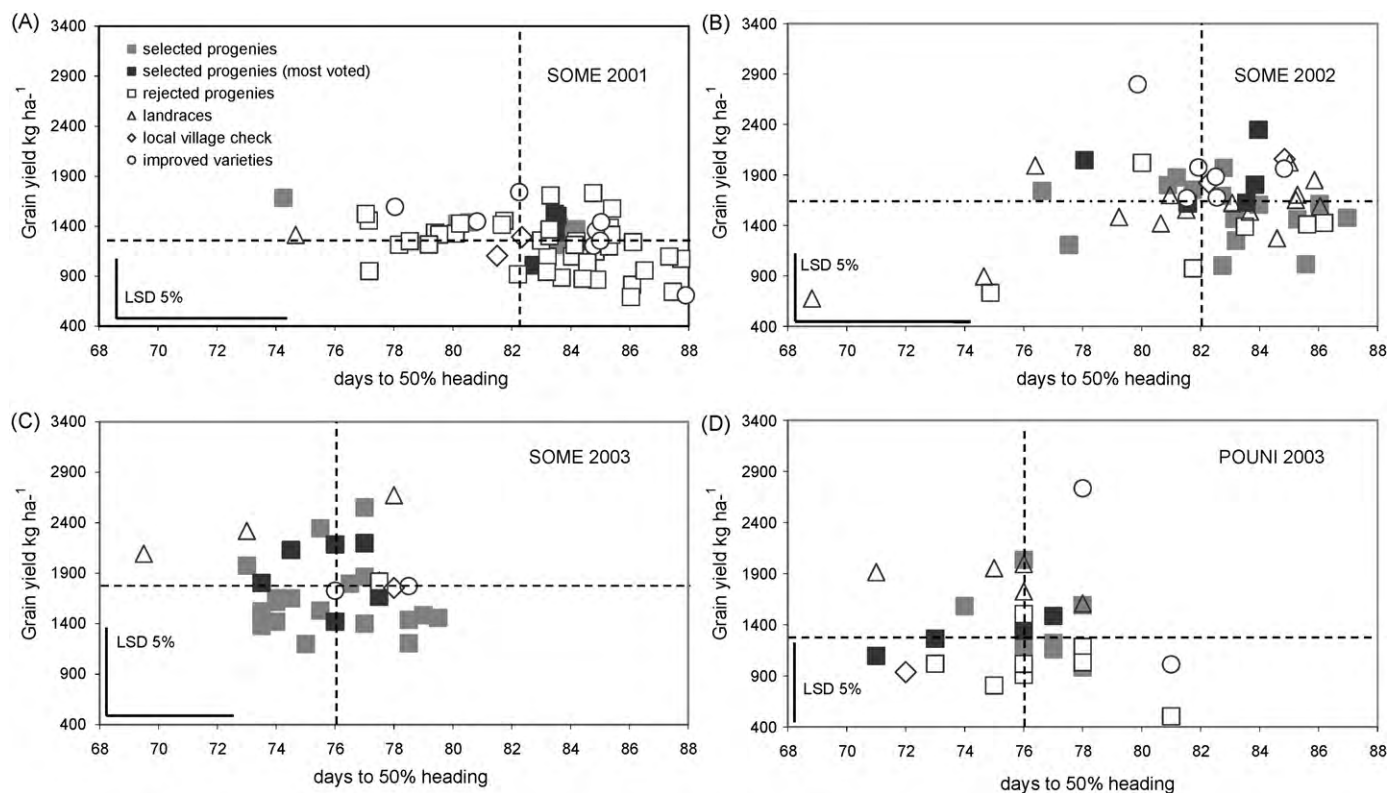 (A)
3400
2900
2400
1900
1400
900
400
Grain yield kg ha-1
selected progenies
selected progenies (most voted)
rejected progenies
landraces
local village check
improved varieties
SOME 2001
LSD 5%
68 70 72 74 76 78 80 82 84 86 88
days to 50% heading
(B)
3400
2900
2400
1900
1400
900
400
Grain yield kg ha-1
SOME 2002
LSD 5%
68 70 72 74 76 78 80 82 84 86 88
days to 50% heading
(C)
3400
2900
2400
1900
1400
900
400
Grain yield kg ha-1
SOME 2003
LSD 5%
68 70 72 74 76 78 80 82 84 86 88
days to 50% heading
(D)
3400
2900
2400
1900
1400
900
400
Grain yield kg ha-1
POUNI 2003
LSD 5%
68 70 72 74 76 78 80 82 84 86 88
days to 50% heading